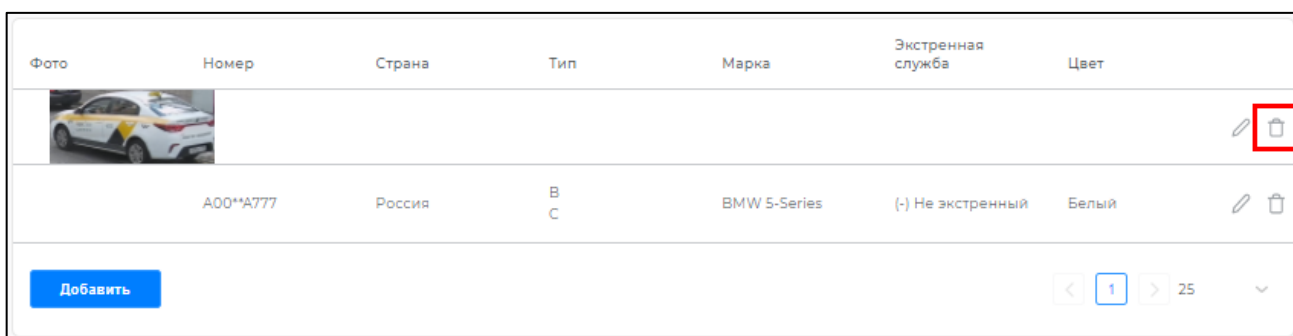 Фото Номер Страна Тип Марка Экстренная служба Цвет
A00**A777 Россия B C BMW 5-Series (-) Не экстренный Белый
Добавить 1 25